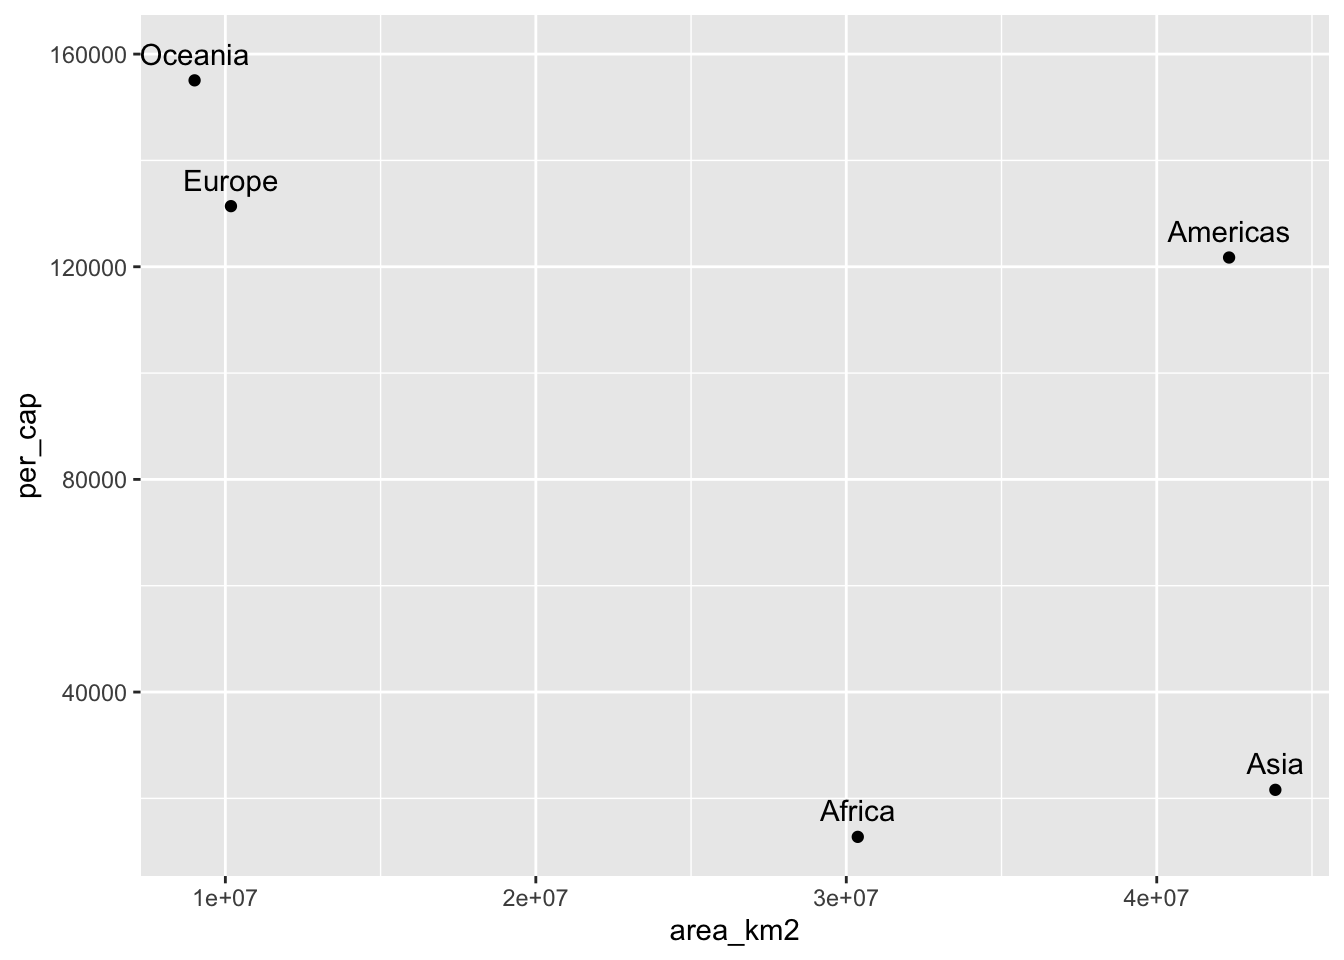 160000
Oceania
Europe
Americas
120000
per_cap
80000
40000
Asia
Africa
1e+07
2e+07
3e+07
4e+07
area_km2